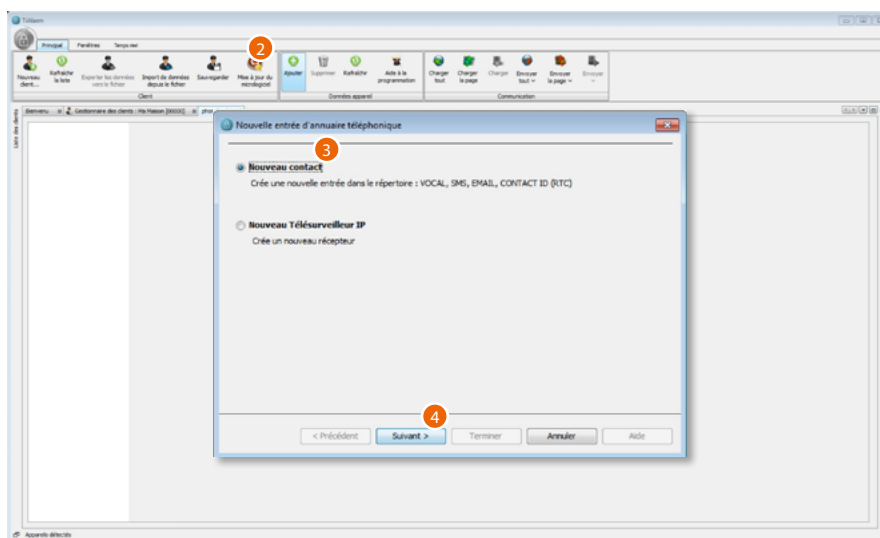 Tebsem
Principal Fenêtres Temps réel
2
Nouveau client... Rafraîchir la liste Exporter les données vers le fichier Import de données depuis le fichier Sauvegarder Mise à jour du micrologiciel
Client
Ajouter Supprimer Rafraîchir Aide à la programmation
Données appareil
Charger tout Charger la page Charger Envoyer tout Envoyer la page Envoyer
Communication
Liste des clients
Bienvenu Gestionnaire des clients : Ma Maison [00000]
Nouvelle entrée d'annuaire téléphonique
3
Nouveau contact
Crée une nouvelle entrée dans le répertoire : VOCAL, SMS, EMAIL, CONTACT ID (RTC)
Nouveau Télésurveilleur IP
Crée un nouveau récepteur
4
< Précédent Suivant > Terminer Annuler Aide
Appareils détectés